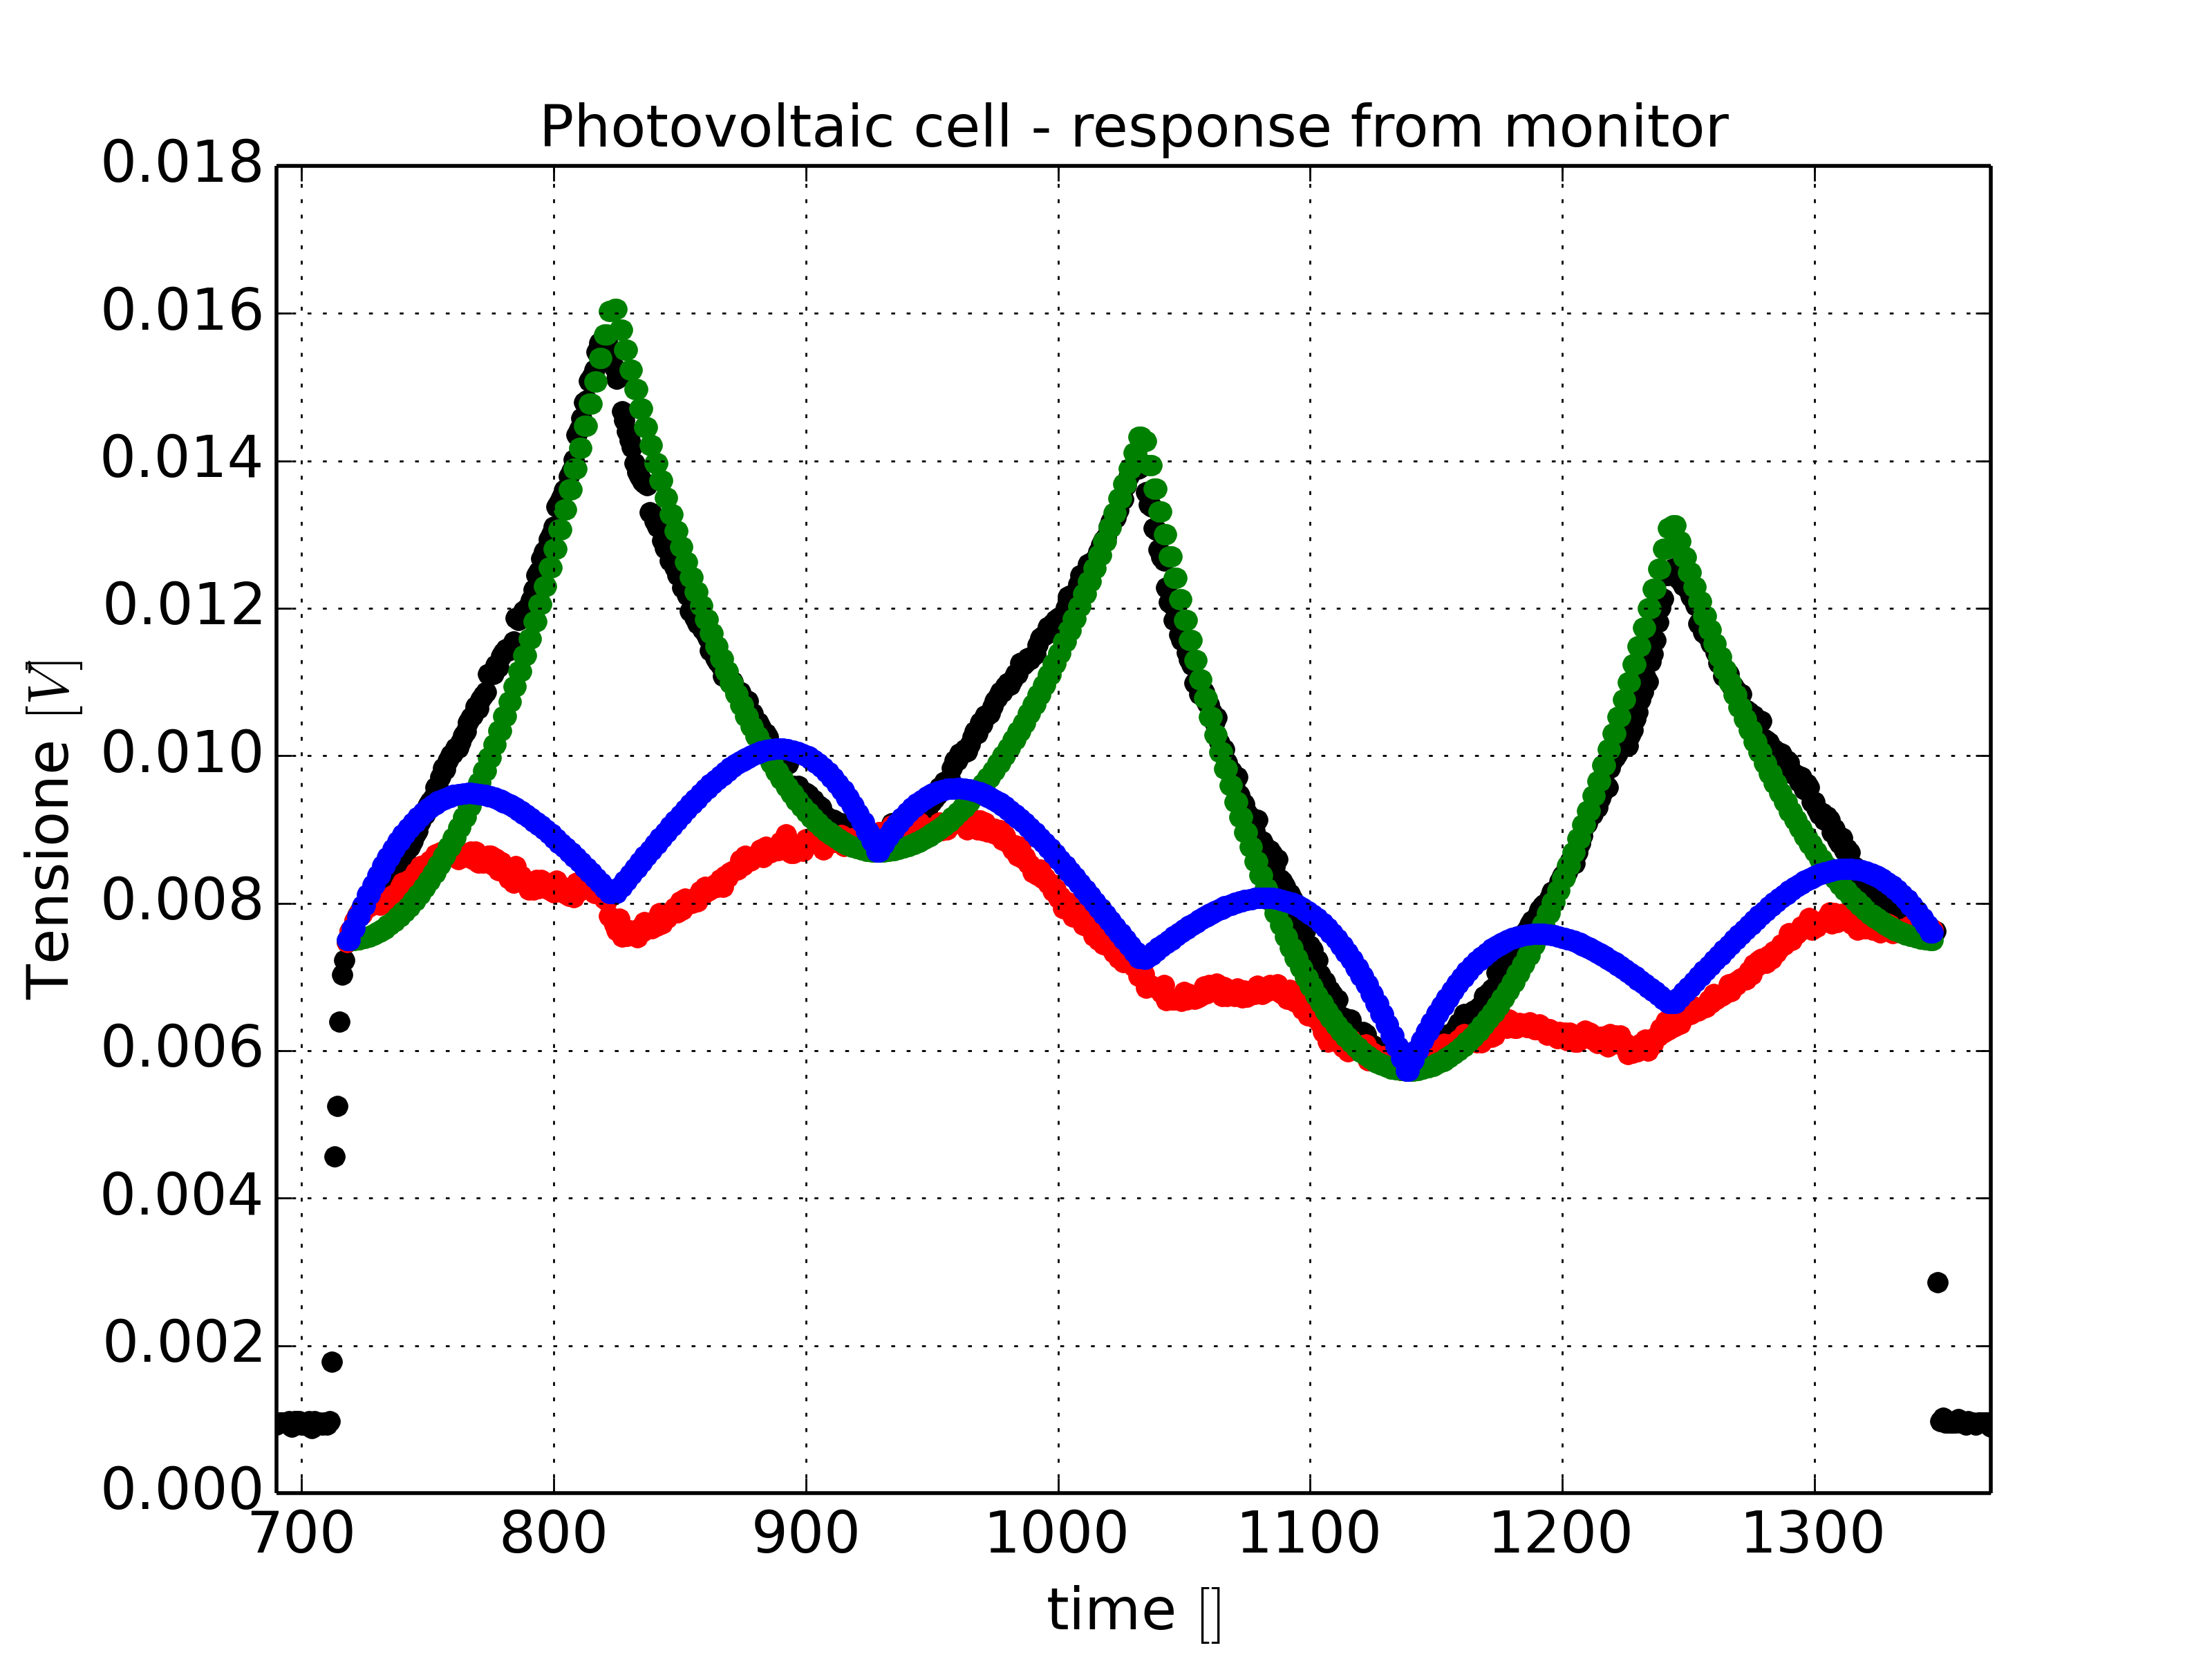 Photovoltaic cell - response from monitor
0.018
0.016
0.014
0.012
0.010
0.008
0.006
0.004
0.002
0.000
Tensione [V]
700 800 900 1000 1100 1200 1300
time []